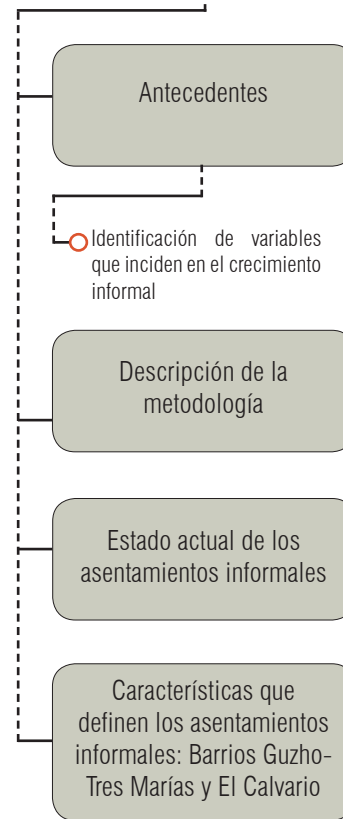 Antecedentes
Identificación de variables
que inciden en el crecimiento
informal
Descripción de la
metodología
Estado actual de los
asentamientos informales
Características que
definen los asentamientos
informales: Barrios Guzho-
Tres Marías y El Calvario